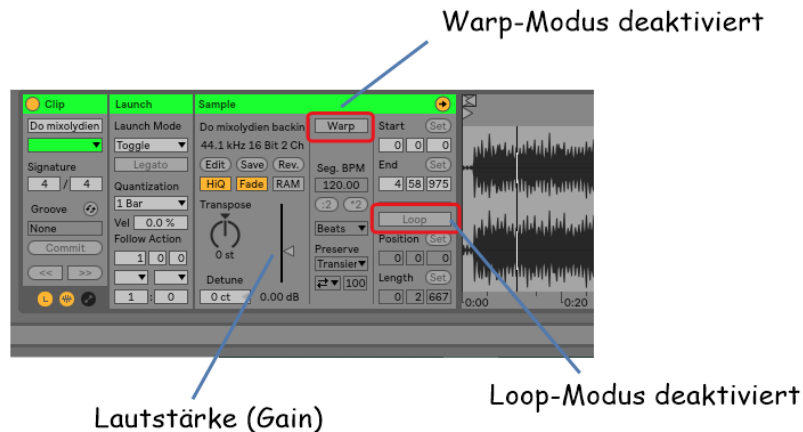 Warp-Modus deaktiviert
Clip Launch Sample
Do mixolydien Launch Mode Do mixolydien backin Warp Start Set
Toggle 44.1 kHz 16 Bit 2 Ch 0 0 0
Signature Legato Edit Save Rev. Seg. BPM End Set
4 / 4 Quantization HiQ Fade RAM 120.00 4 58 975
Groove 1 Bar Transpose :2 *2 Loop
None Vel 0.0 % Beats Position Set
Commit Follow Action 0 st Preserve 0 0 0
<< >> 1 0 0 Detune Transier Length Set
L 1 : 0 0 ct 0.00 dB 100 0 2 667
0:00 0:20
Loop-Modus deaktiviert
Lautstärke (Gain)